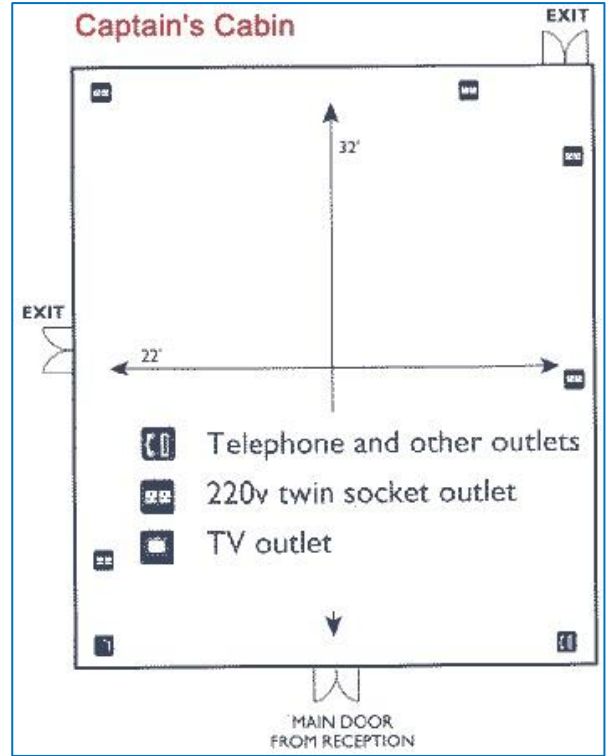 Captain's Cabin
EXIT
32'
EXIT
22'
Telephone and other outlets
220v twin socket outlet
TV outlet
MAIN DOOR
FROM RECEPTION